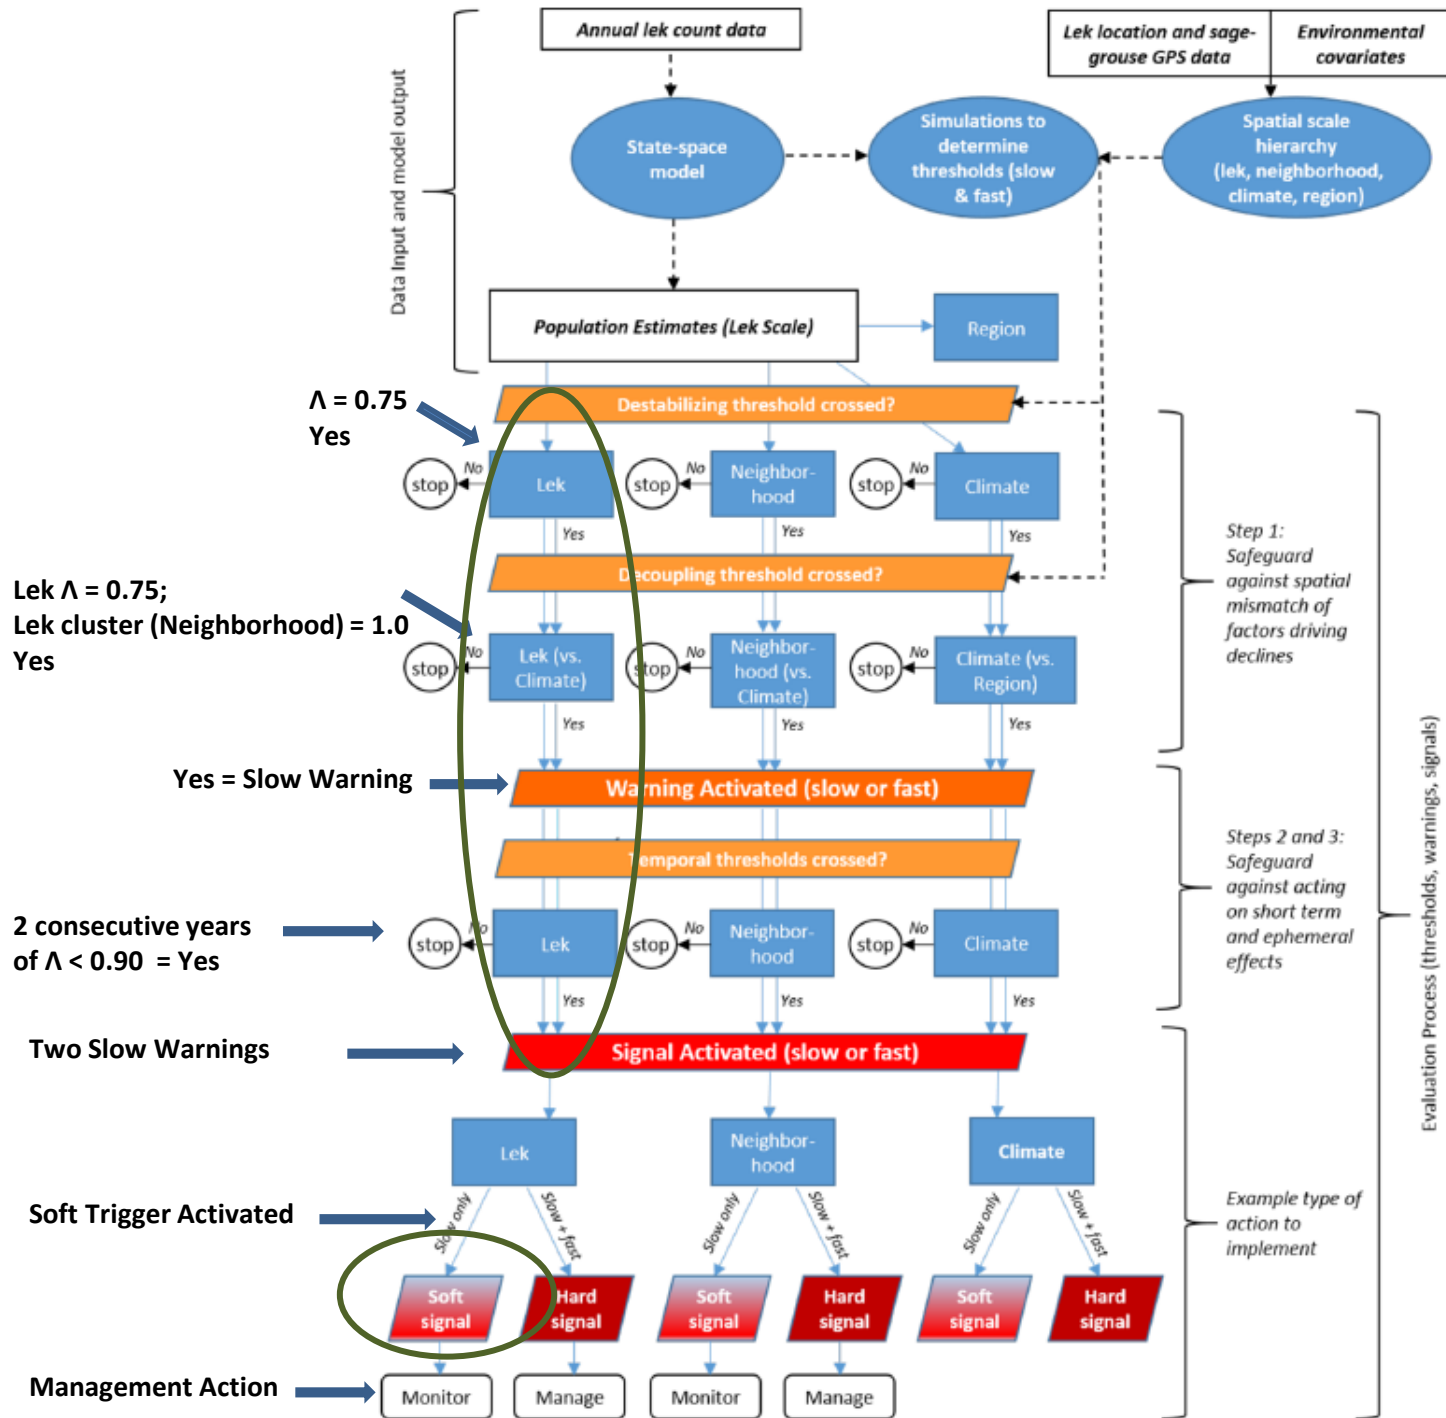 Annual lek count data
Lek location and sage-
grouse GPS data
Environmental
covariates
Data Input and model output
State-space
model
Simulations to
determine
thresholds (slow
& fast)
Spatial scale
hierarchy
(lek, neighborhood,
climate, region)
Population Estimates (Lek Scale)
Region
Λ = 0.75
Yes
Destabilizing threshold crossed?
stop
No
Lek
stop
No
Neighbor-
hood
stop
No
Climate
Yes
Yes
Yes
Step 1:
Safeguard
against spatial
mismatch of
factors driving
declines
Decoupling threshold crossed?
Lek Λ = 0.75;
Lek cluster (Neighborhood) = 1.0
Yes
stop
No
Lek (vs.
Climate)
stop
No
Neighbor-
hood (vs.
Climate)
stop
No
Climate (vs.
Region)
Yes
Yes
Yes
Yes = Slow Warning
Warning Activated (slow or fast)
Temporal thresholds crossed?
Steps 2 and 3:
Safeguard
against acting
on short term
and ephemeral
effects
Evaluation Process (thresholds, warnings, signals)
2 consecutive years
of Λ < 0.90 = Yes
stop
No
Lek
stop
No
Neighbor-
hood
stop
No
Climate
Yes
Yes
Yes
Two Slow Warnings
Signal Activated (slow or fast)
Lek
Neighbor-
hood
Climate
Soft Trigger Activated
Slow only
Slow + fast
Slow only
Slow + fast
Slow only
Slow + fast
Example type of
action to
implement
Soft
signal
Hard
signal
Soft
signal
Hard
signal
Soft
signal
Hard
signal
Management Action
Monitor
Manage
Monitor
Manage